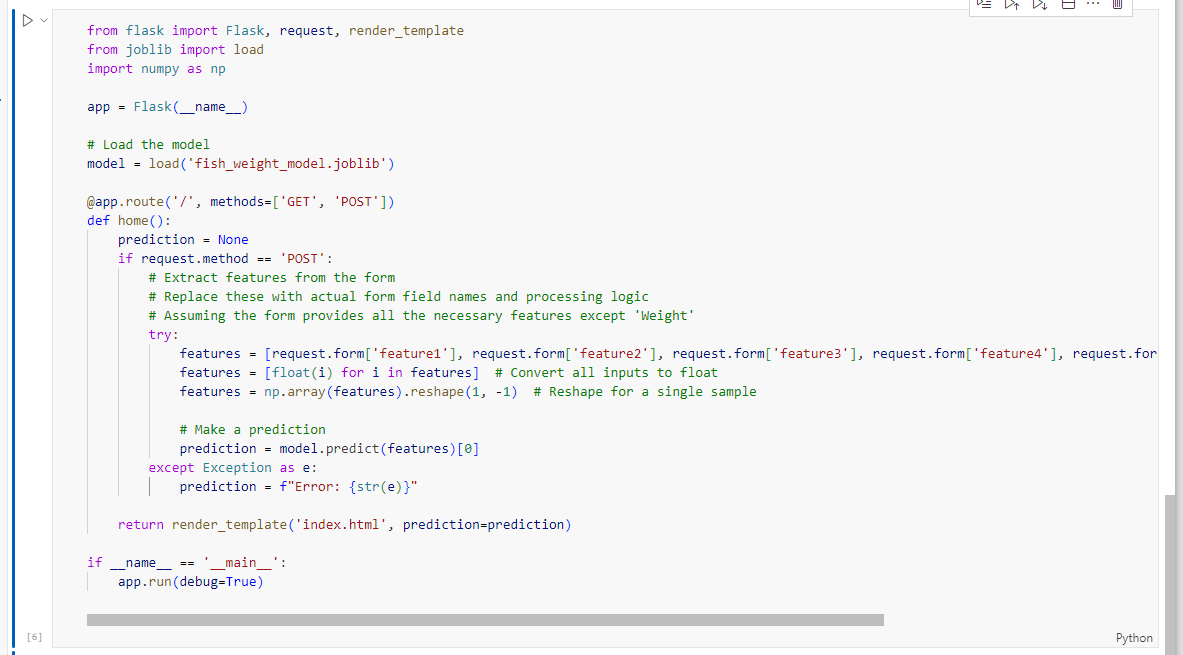 from flask import Flask, request, render_template
from joblib import load
import numpy as np
app = Flask(__name__)
# Load the model
model = load('fish_weight_model.joblib')
@app.route('/', methods=['GET', 'POST'])
def home():
    prediction = None
    if request.method == 'POST':
        # Extract features from the form
        # Replace these with actual form field names and processing logic
        # Assuming the form provides all the necessary features except 'Weight'
        try:
            features = [request.form['feature1'], request.form['feature2'], request.form['feature3'], request.form['feature4'], request.for
            features = [float(i) for i in features]  # Convert all inputs to float
            features = np.array(features).reshape(1, -1)  # Reshape for a single sample
            # Make a prediction
            prediction = model.predict(features)[0]
        except Exception as e:
            prediction = f"Error: {str(e)}"
    return render_template('index.html', prediction=prediction)
if __name__ == '__main__':
    app.run(debug=True)
[6]
Python